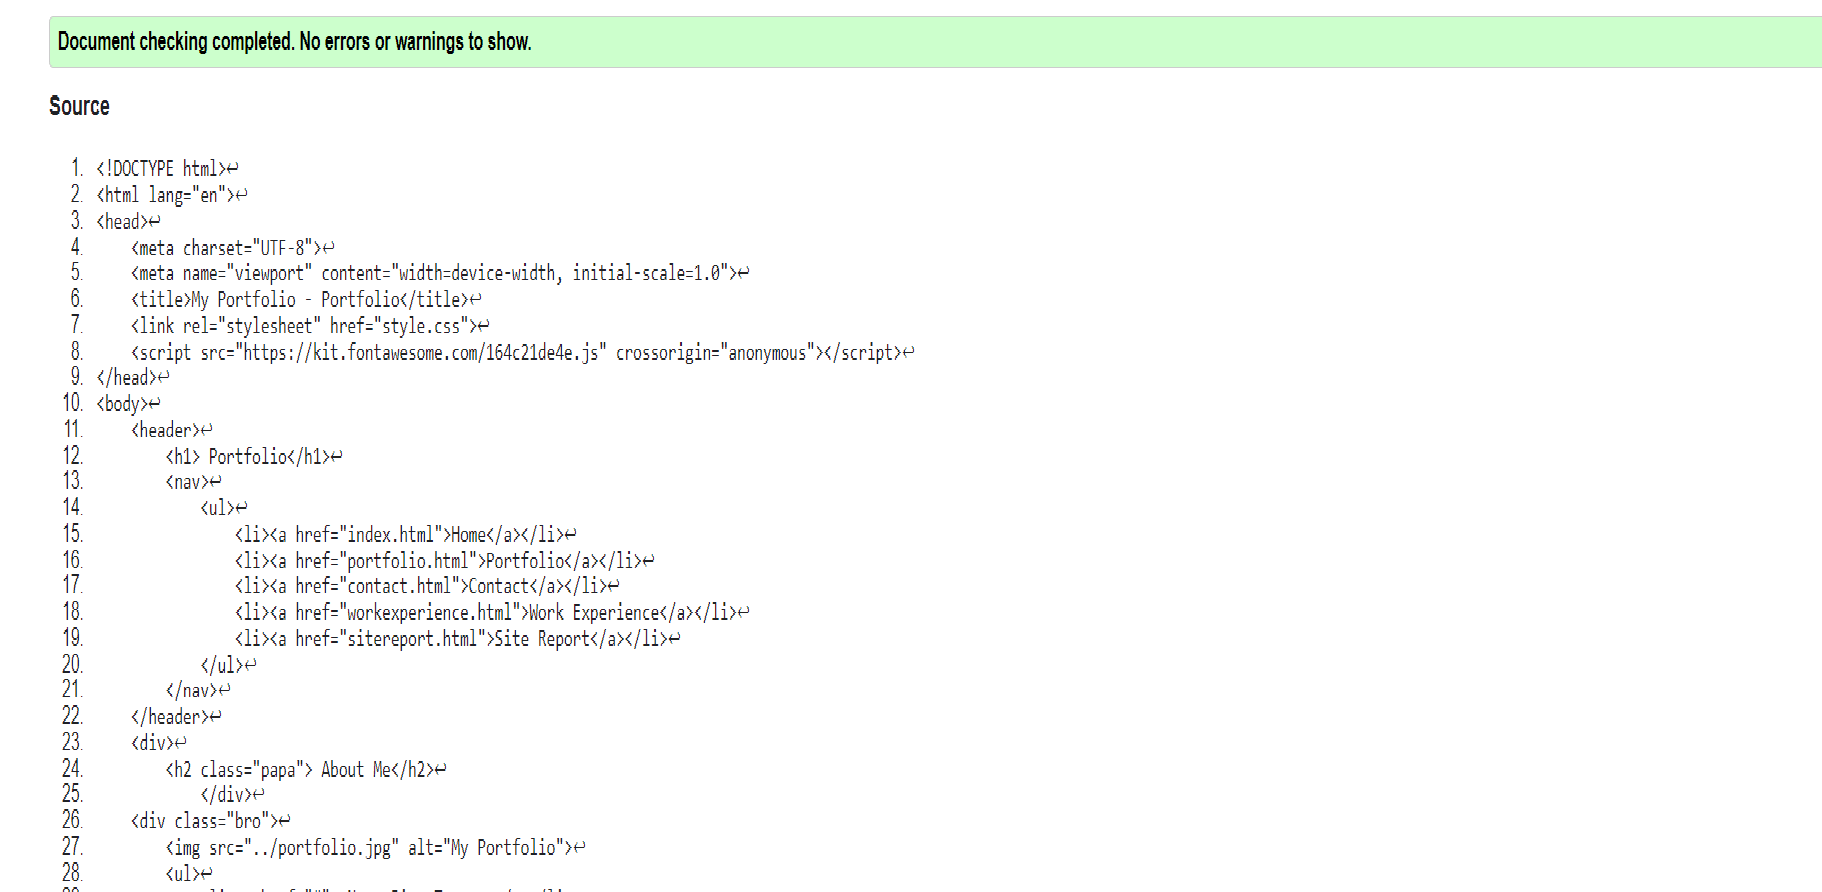 Document checking completed. No errors or warnings to show.
Source
1. <!DOCTYPE html>↩
2. <html lang="en">↩
3. <head>↩
4.     <meta charset="UTF-8">↩
5.     <meta name="viewport" content="width=device-width, initial-scale=1.0">↩
6.     <title>My Portfolio - Portfolio</title>↩
7.     <link rel="stylesheet" href="style.css">↩
8.     <script src="https://kit.fontawesome.com/164c21de4e.js" crossorigin="anonymous"></script>↩
9. </head>↩
10. <body>↩
11.     <header>↩
12.         <h1> Portfolio</h1>↩
13.         <nav>↩
14.             <ul>↩
15.                 <li><a href="index.html">Home</a></li>↩
16.                 <li><a href="portfolio.html">Portfolio</a></li>↩
17.                 <li><a href="contact.html">Contact</a></li>↩
18.                 <li><a href="workexperience.html">Work Experience</a></li>↩
19.                 <li><a href="sitereport.html">Site Report</a></li>↩
20.             </ul>↩
21.         </nav>↩
22.     </header>↩
23.     <div>↩
24.         <h2 class="papa"> About Me</h2>↩
25.             </div>↩
26.     <div class="bro">↩
27.         <img src="../portfolio.jpg" alt="My Portfolio">↩
28.         <ul>↩